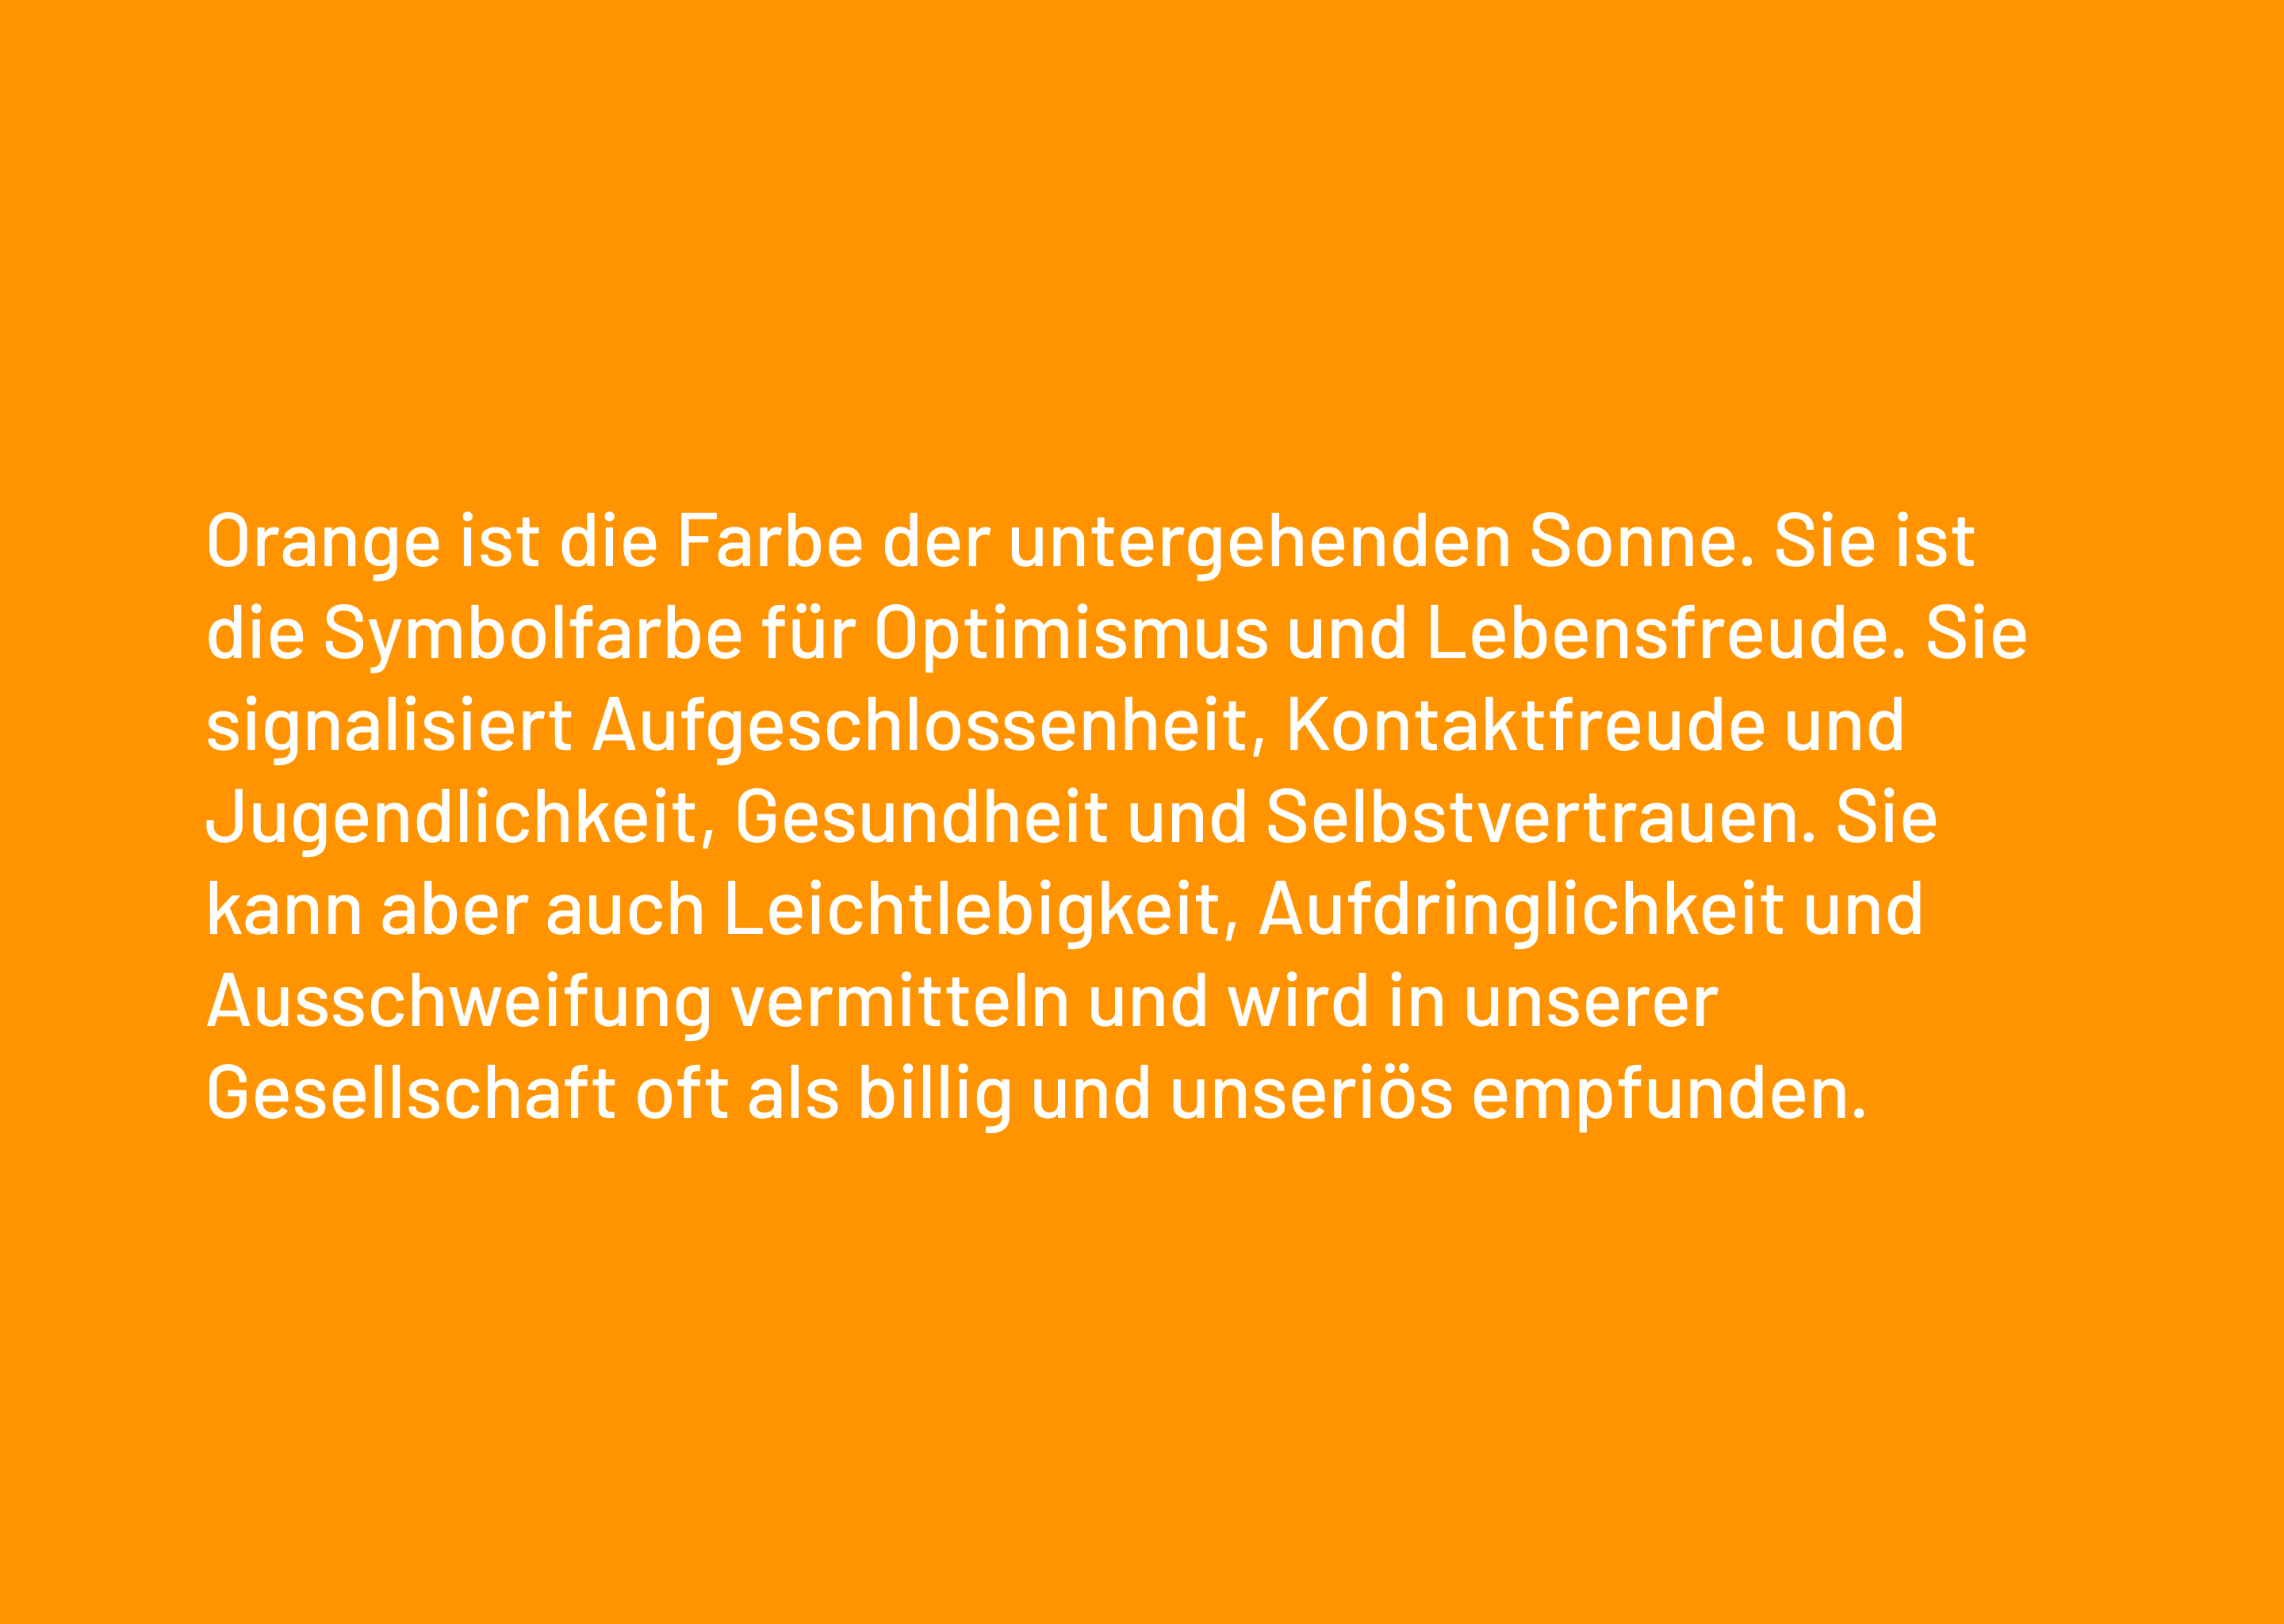 Orange ist die Farbe der untergehenden Sonne. Sie ist
die Symbolfarbe für Optimismus und Lebensfreude. Sie
signalisiert Aufgeschlossenheit, Kontaktfreude und
Jugendlichkeit, Gesundheit und Selbstvertrauen. Sie
kann aber auch Leichtlebigkeit, Aufdringlichkeit und
Ausschweifung vermitteln und wird in unserer
Gesellschaft oft als billig und unseriös empfunden.